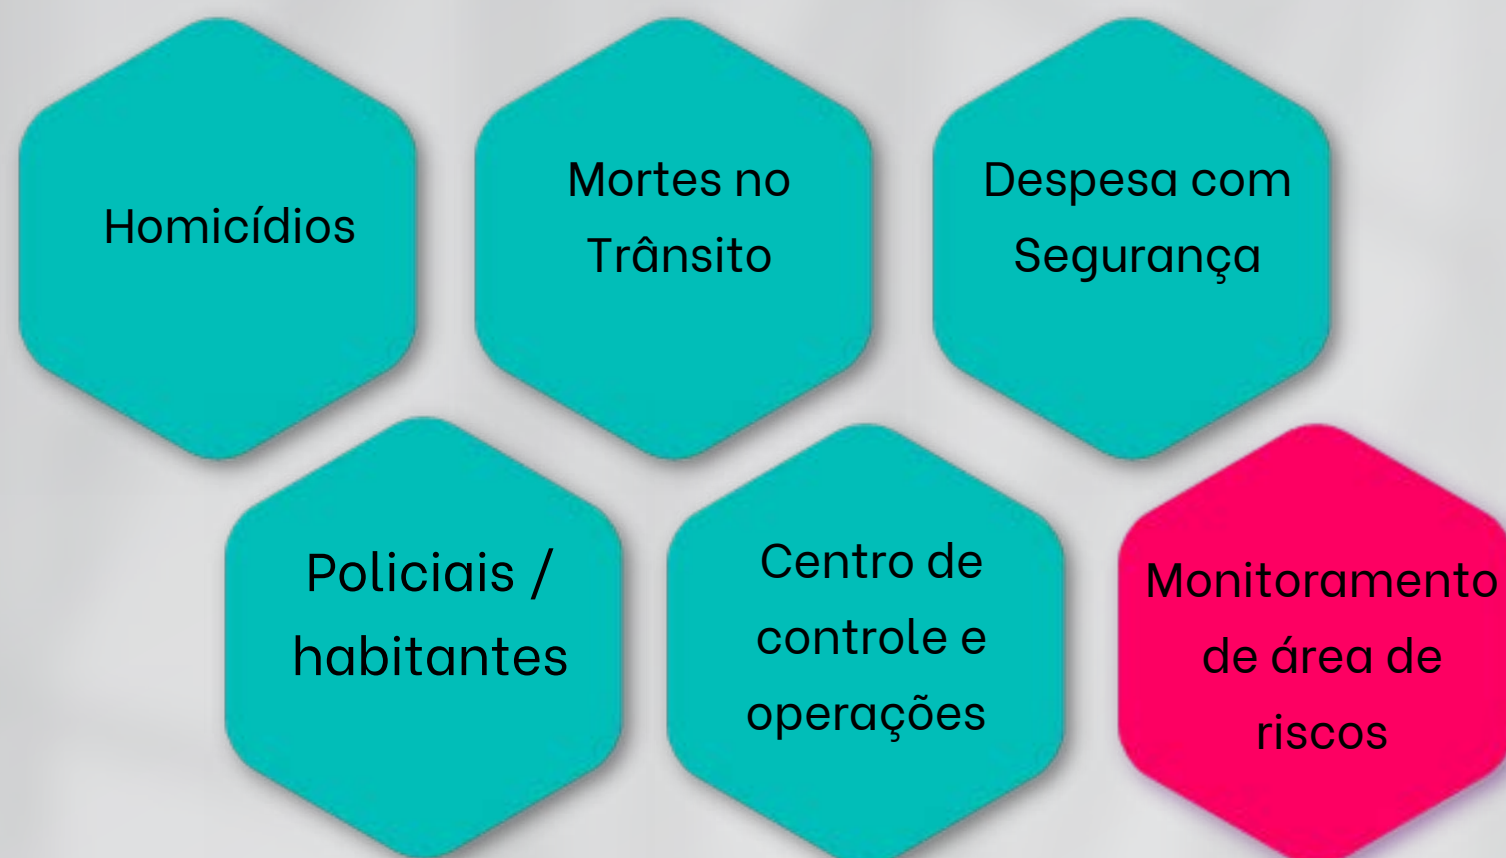 Homicídios
Mortes no
Trânsito
Despesa com
Segurança
Policiais /
habitantes
Centro de
controle e
operações
Monitoramento
de área de
riscos